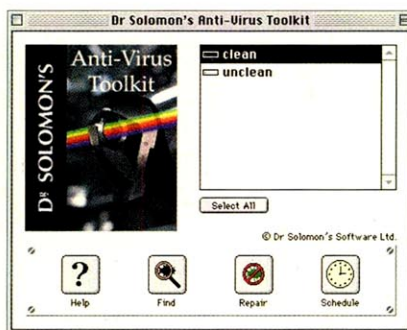 Dr Solomon's Anti-Virus Toolkit
Anti-Virus
Toolkit
DR SOLOMON'S
clean
unclean
Select All
© Dr Solomon's Software Ltd.
?
Help
Find
Repair
Schedule